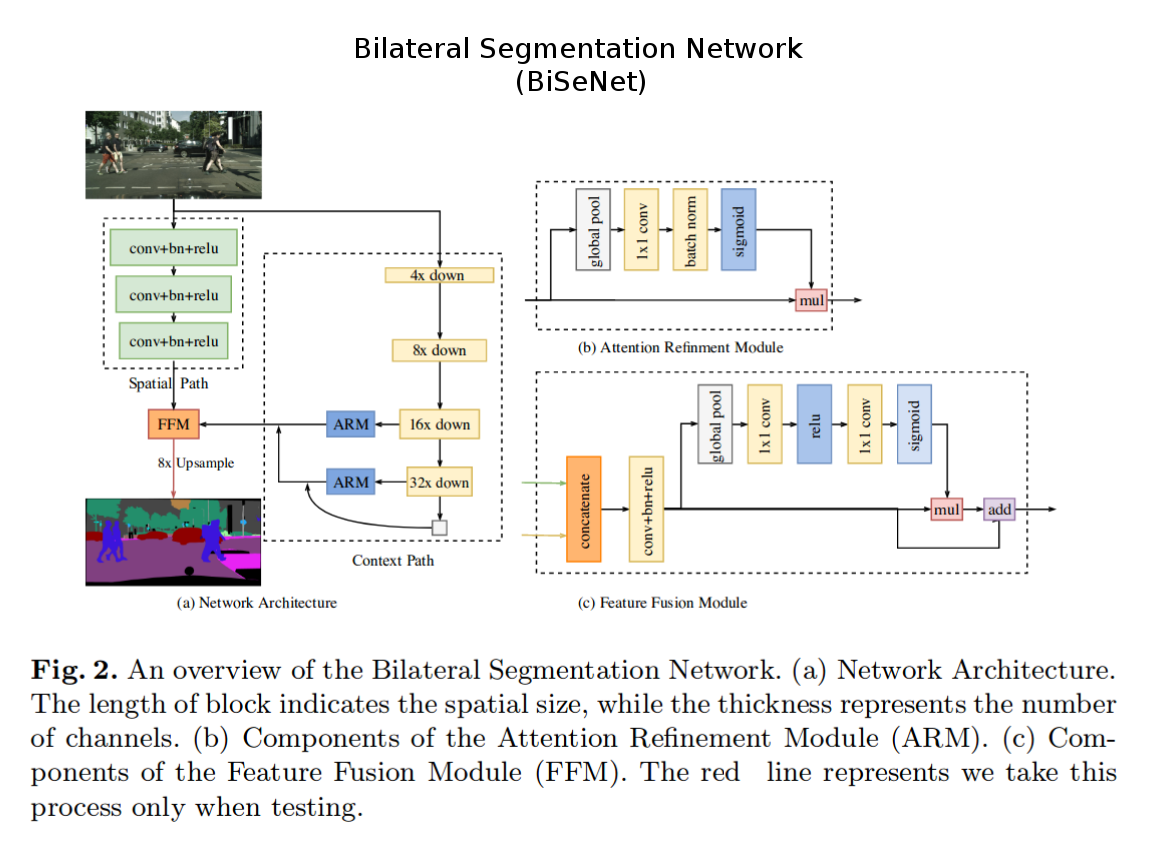 Bilateral Segmentation Network
(BiSeNet)
conv+bn+relu
conv+bn+relu
conv+bn+relu
Spatial Path
FFM
8x Upsample
4x down
8x down
16x down
ARM
32x down
ARM
Context Path
(a) Network Architecture
global pool
1x1 conv
batch norm
sigmoid
mul
(b) Attention Refinment Module
concatenate
conv+bn+relu
global pool
1x1 conv
relu
1x1 conv
sigmoid
mul
add
(c) Feature Fusion Module
Fig. 2. An overview of the Bilateral Segmentation Network. (a) Network Architecture.
The length of block indicates the spatial size, while the thickness represents the number
of channels. (b) Components of the Attention Refinement Module (ARM). (c) Com-
ponents of the Feature Fusion Module (FFM). The red line represents we take this
process only when testing.